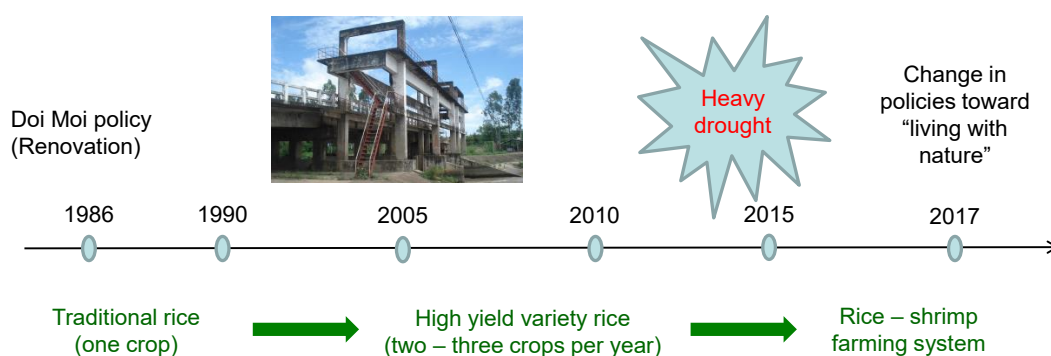 Doi Moi policy
(Renovation)
Heavy
drought
Change in
policies toward
“living with
nature”
1986
1990
2005
2010
2015
2017
Traditional rice
(one crop)
High yield variety rice
(two – three crops per year)
Rice – shrimp
farming system